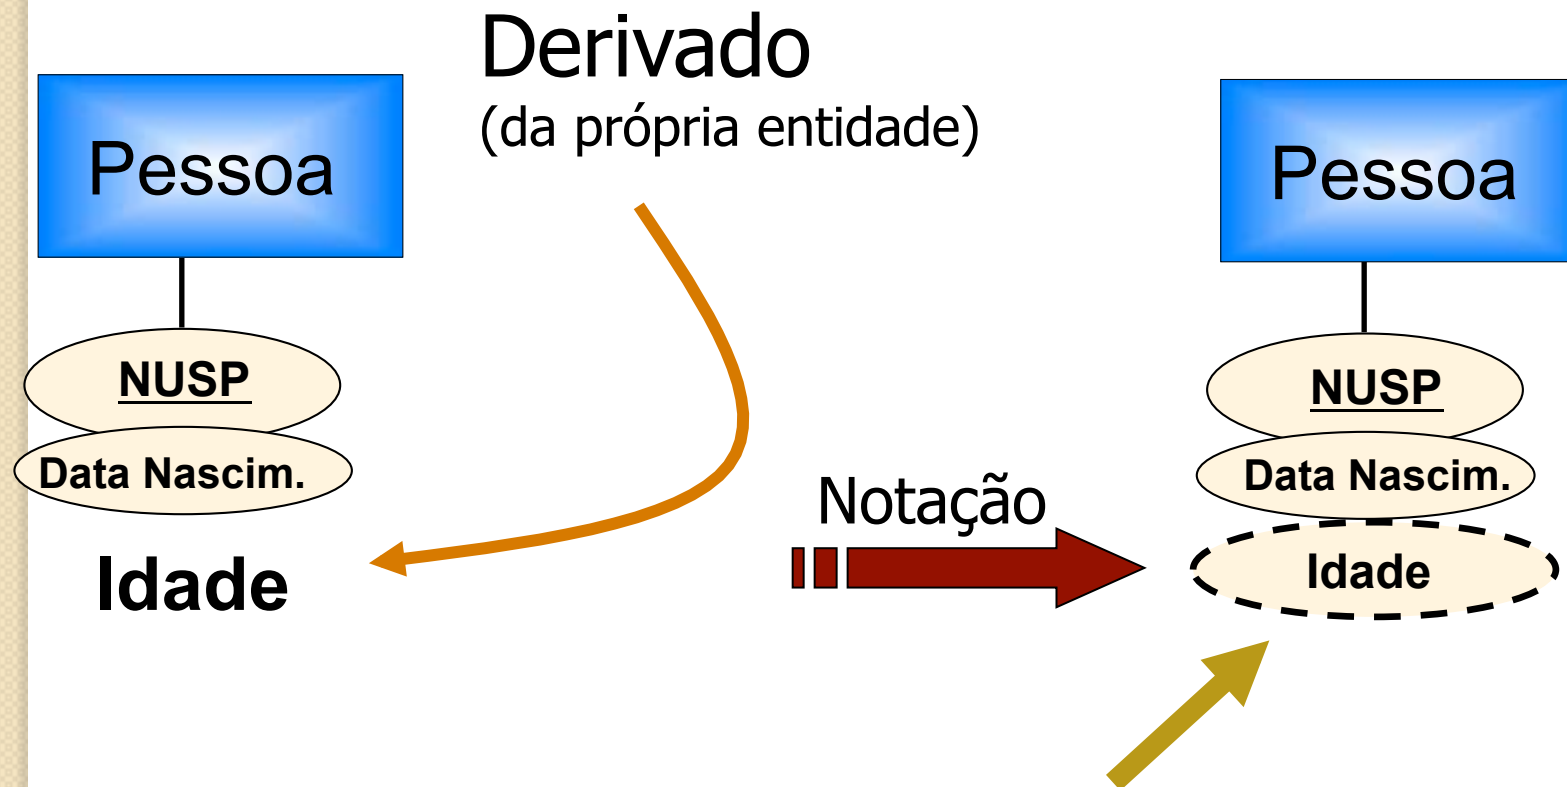 Derivado
(da própria entidade)
Pessoa
NUSP
Data Nascim.
Idade
Notação
Pessoa
NUSP
Data Nascim.
Idade